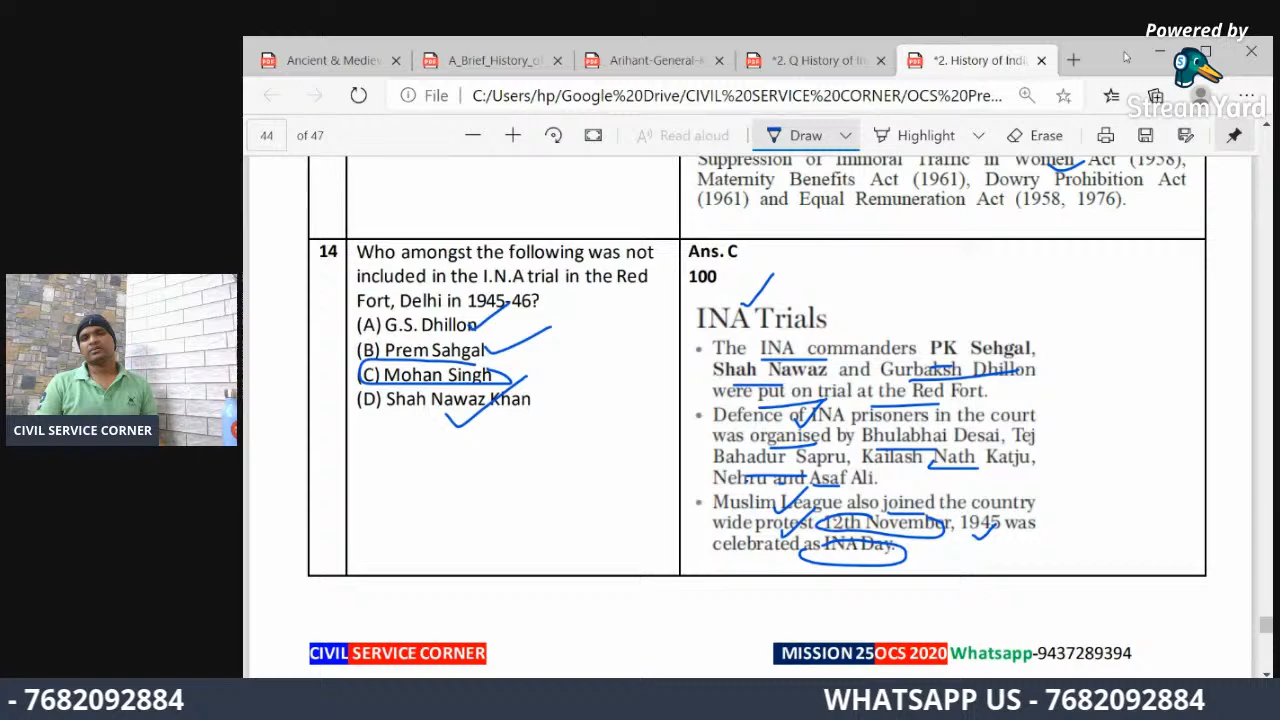 Powered by
StreamYard
Ancient & Mediev
A_Brief_History_of
Arihant-General-K
*2. Q History of In
*2. History of Indi
File
C:/Users/hp/Google%20Drive/CIVIL%20SERVICE%20CORNER/OCS%20Pre...
44 of 47
Read aloud
Draw
Highlight
Erase
Suppression of Immoral Traffic in Women Act (1958),
Maternity Benefits Act (1961), Dowry Prohibition Act
(1961) and Equal Remuneration Act (1958, 1976).
14
Who amongst the following was not
included in the I.N.A trial in the Red
Fort, Delhi in 1945-46?
(A) G.S. Dhillon
(B) Prem Sahgal
(C) Mohan Singh
(D) Shah Nawaz Khan
Ans. C
100
INA Trials
• The INA commanders PK Sehgal,
Shah Nawaz and Gurbaksh Dhillon
were put on trial at the Red Fort.
• Defence of INA prisoners in the court
was organised by Bhulabhai Desai, Tej
Bahadur Sapru, Kailash Nath Katju,
Nehru and Asaf Ali.
• Muslim League also joined the country
wide protest. 12th November, 1945 was
celebrated as INA Day.
CIVIL SERVICE CORNER
CIVIL SERVICE CORNER
MISSION 25OCS 2020 Whatsapp-9437289394
- 7682092884
WHATSAPP US - 7682092884